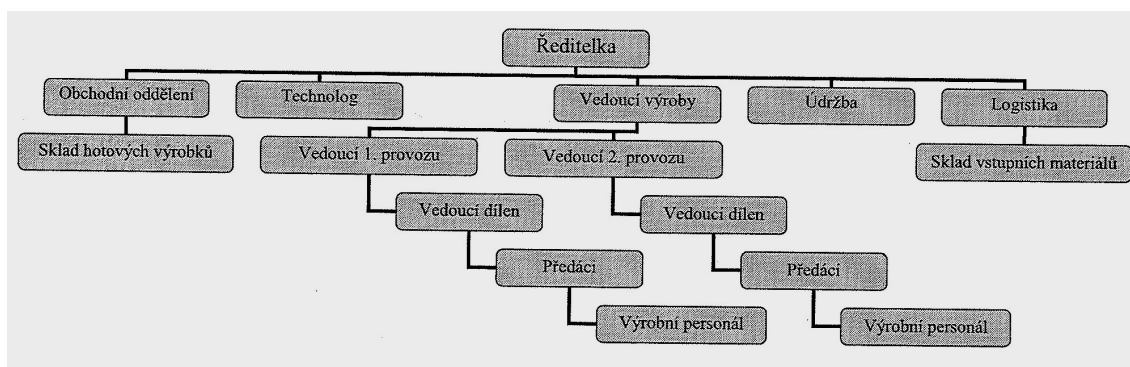 Ředitelka
Obchodní oddělení
Technolog
Vedoucí výroby
Údržba
Logistika
Sklad hotových výrobků
Vedoucí 1. provozu
Vedoucí 2. provozu
Sklad vstupních materiálů
Vedoucí dílen
Vedoucí dílen
Předáci
Předáci
Výrobní personál
Výrobní personál